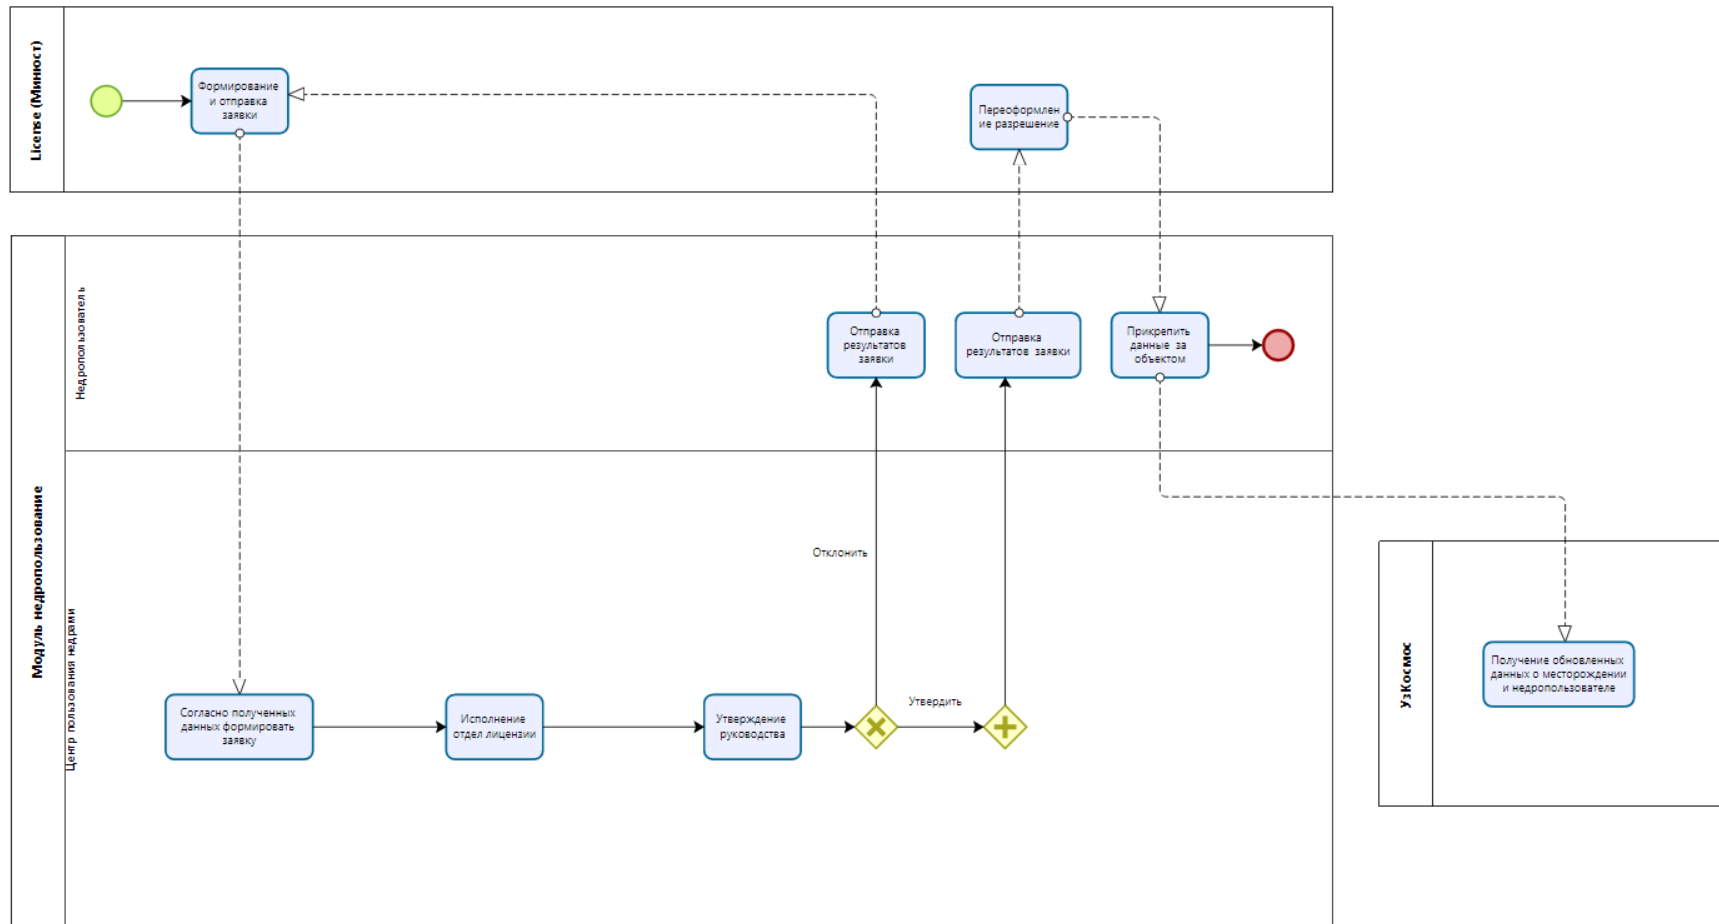 License (Минюст)
Формирование
и отправка
заявки
Переоформлен
ие разрешение
Модуль недропользование
Недропользователь
Отправка
результатов
заявки
Отправка
результатов заявки
Прикрепить
данные за
объектом
Центр пользования недрами
Отклонить
Согласно полученных
данных формировать
заявку
Исполнение
отдел лицензии
Утверждение
руководства
Утвердить
УзКосмос
Получение обновленных
данных о месторождении
и недропользователе